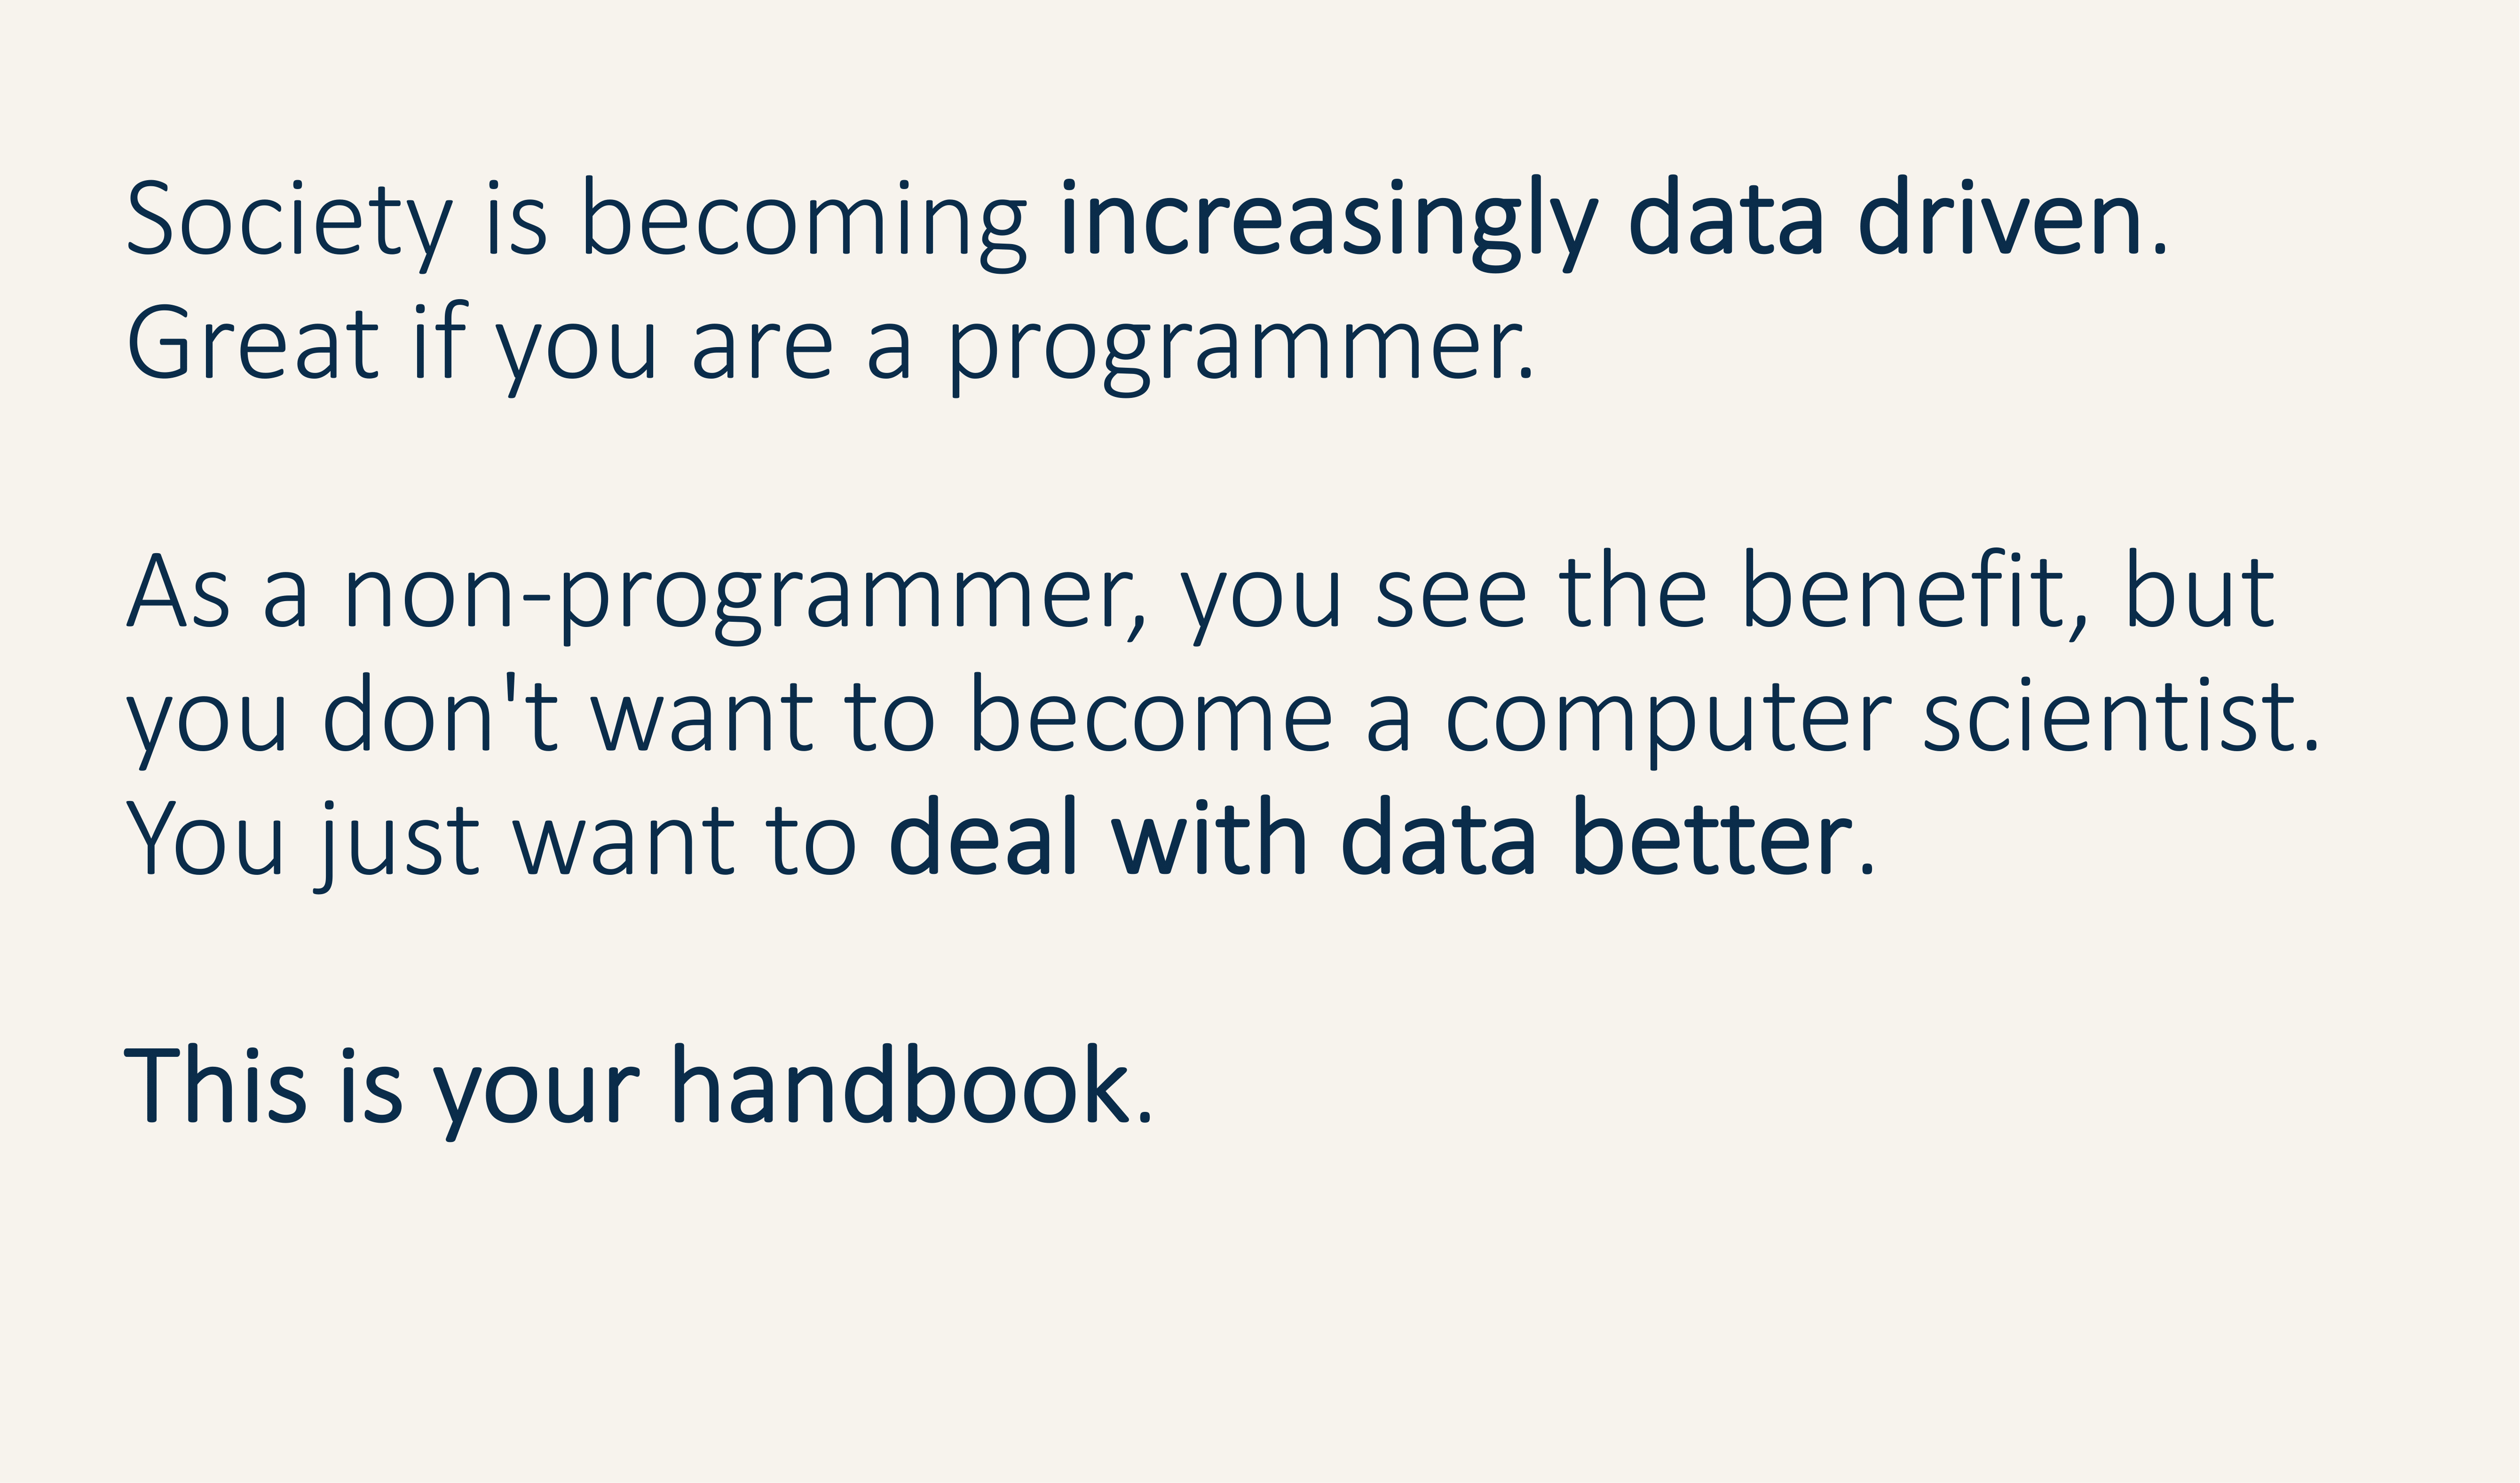 Society is becoming increasingly data driven.
Great if you are a programmer.
As a non-programmer, you see the benefit, but
you don't want to become a computer scientist.
You just want to deal with data better.
This is your handbook.